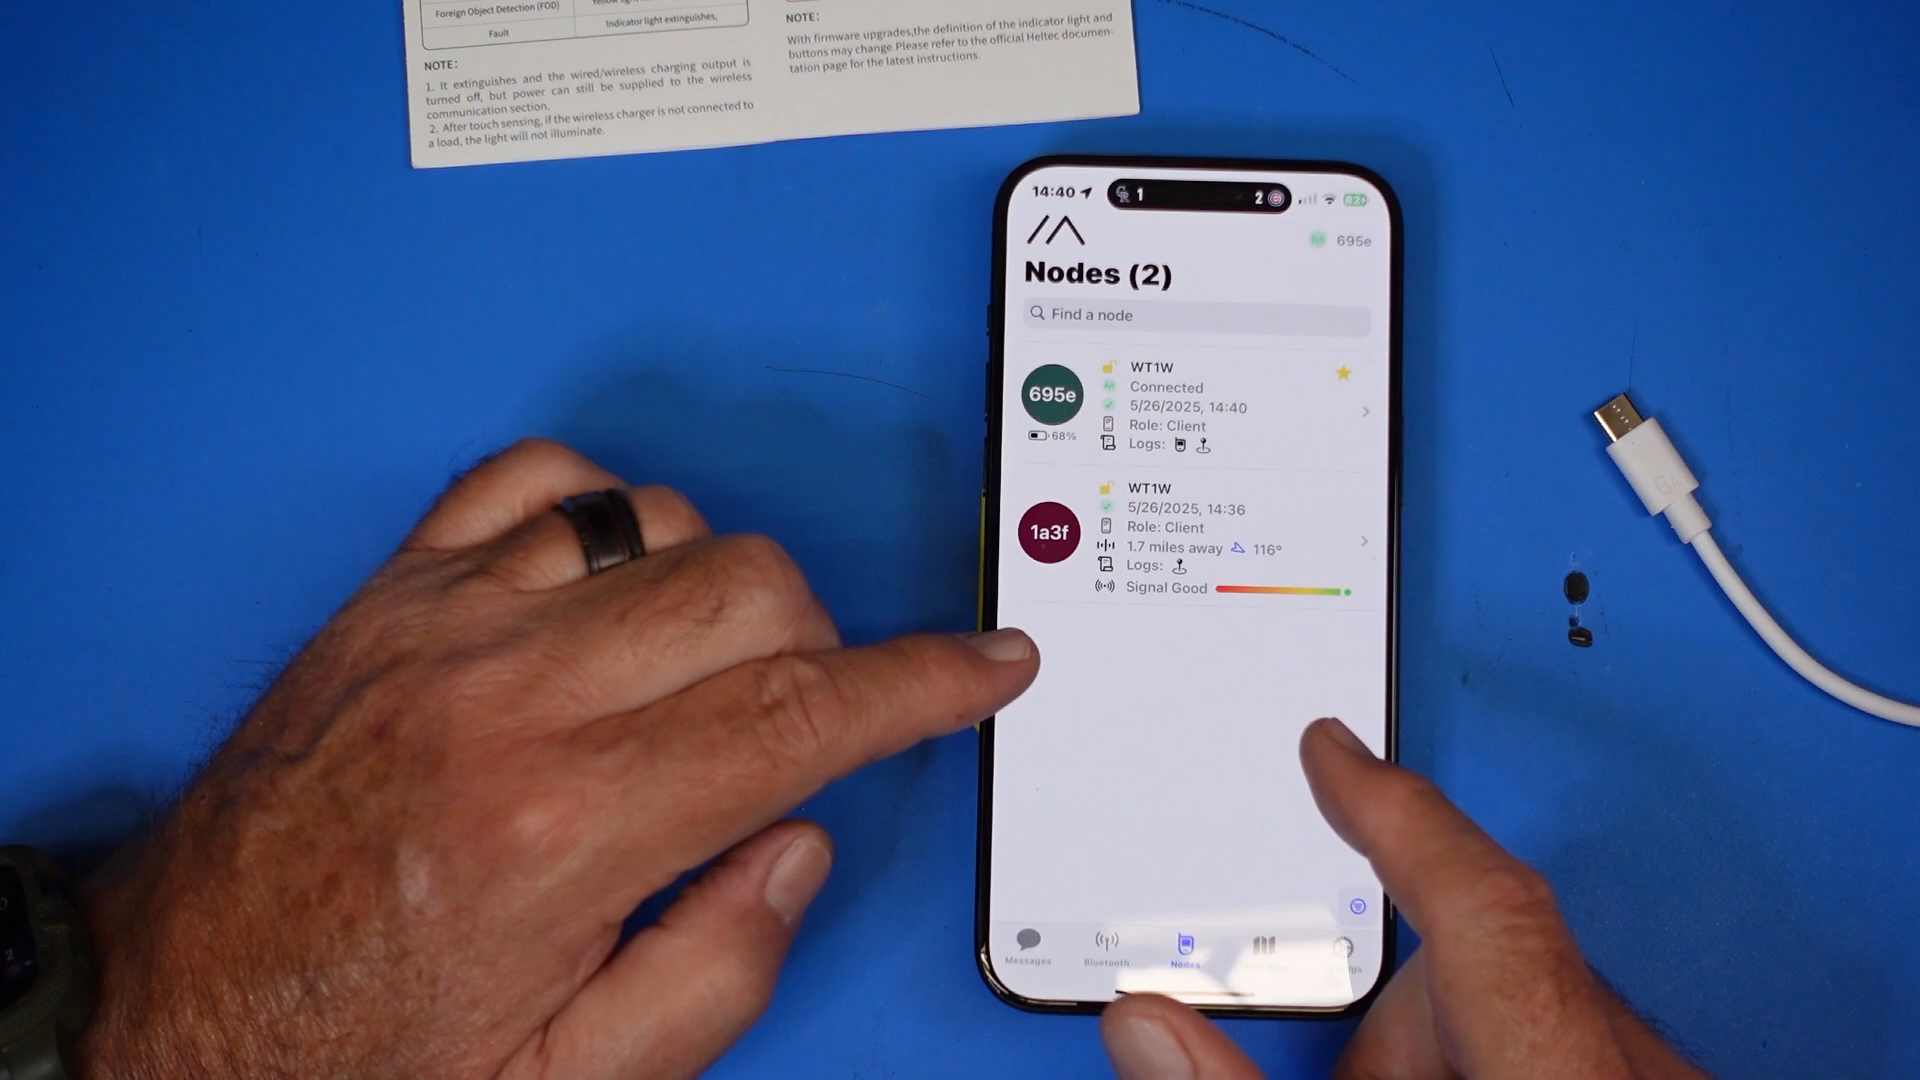 Foreign Object Detection (FOD)
Fault
Indicator light extinguishes,
NOTE:
1. It extinguishes and the wired/wireless charging output is
turned off, but power can still be supplied to the wireless
communication section.
2. After touch sensing, if the wireless charger is not connected to
a load, the light will not illuminate.
NOTE:
With firmware upgrades,the definition of the indicator light and
buttons may change.Please refer to the official Heltec documen-
tation page for the latest instructions.
14:40
1
2
82
695e
Nodes (2)
Find a node
695e
68%
WT1W
Connected
5/26/2025, 14:40
Role: Client
Logs:
1a3f
WT1W
5/26/2025, 14:36
Role: Client
1.7 miles away 116°
Logs:
Signal Good
Messages
Bluetooth
Nodes